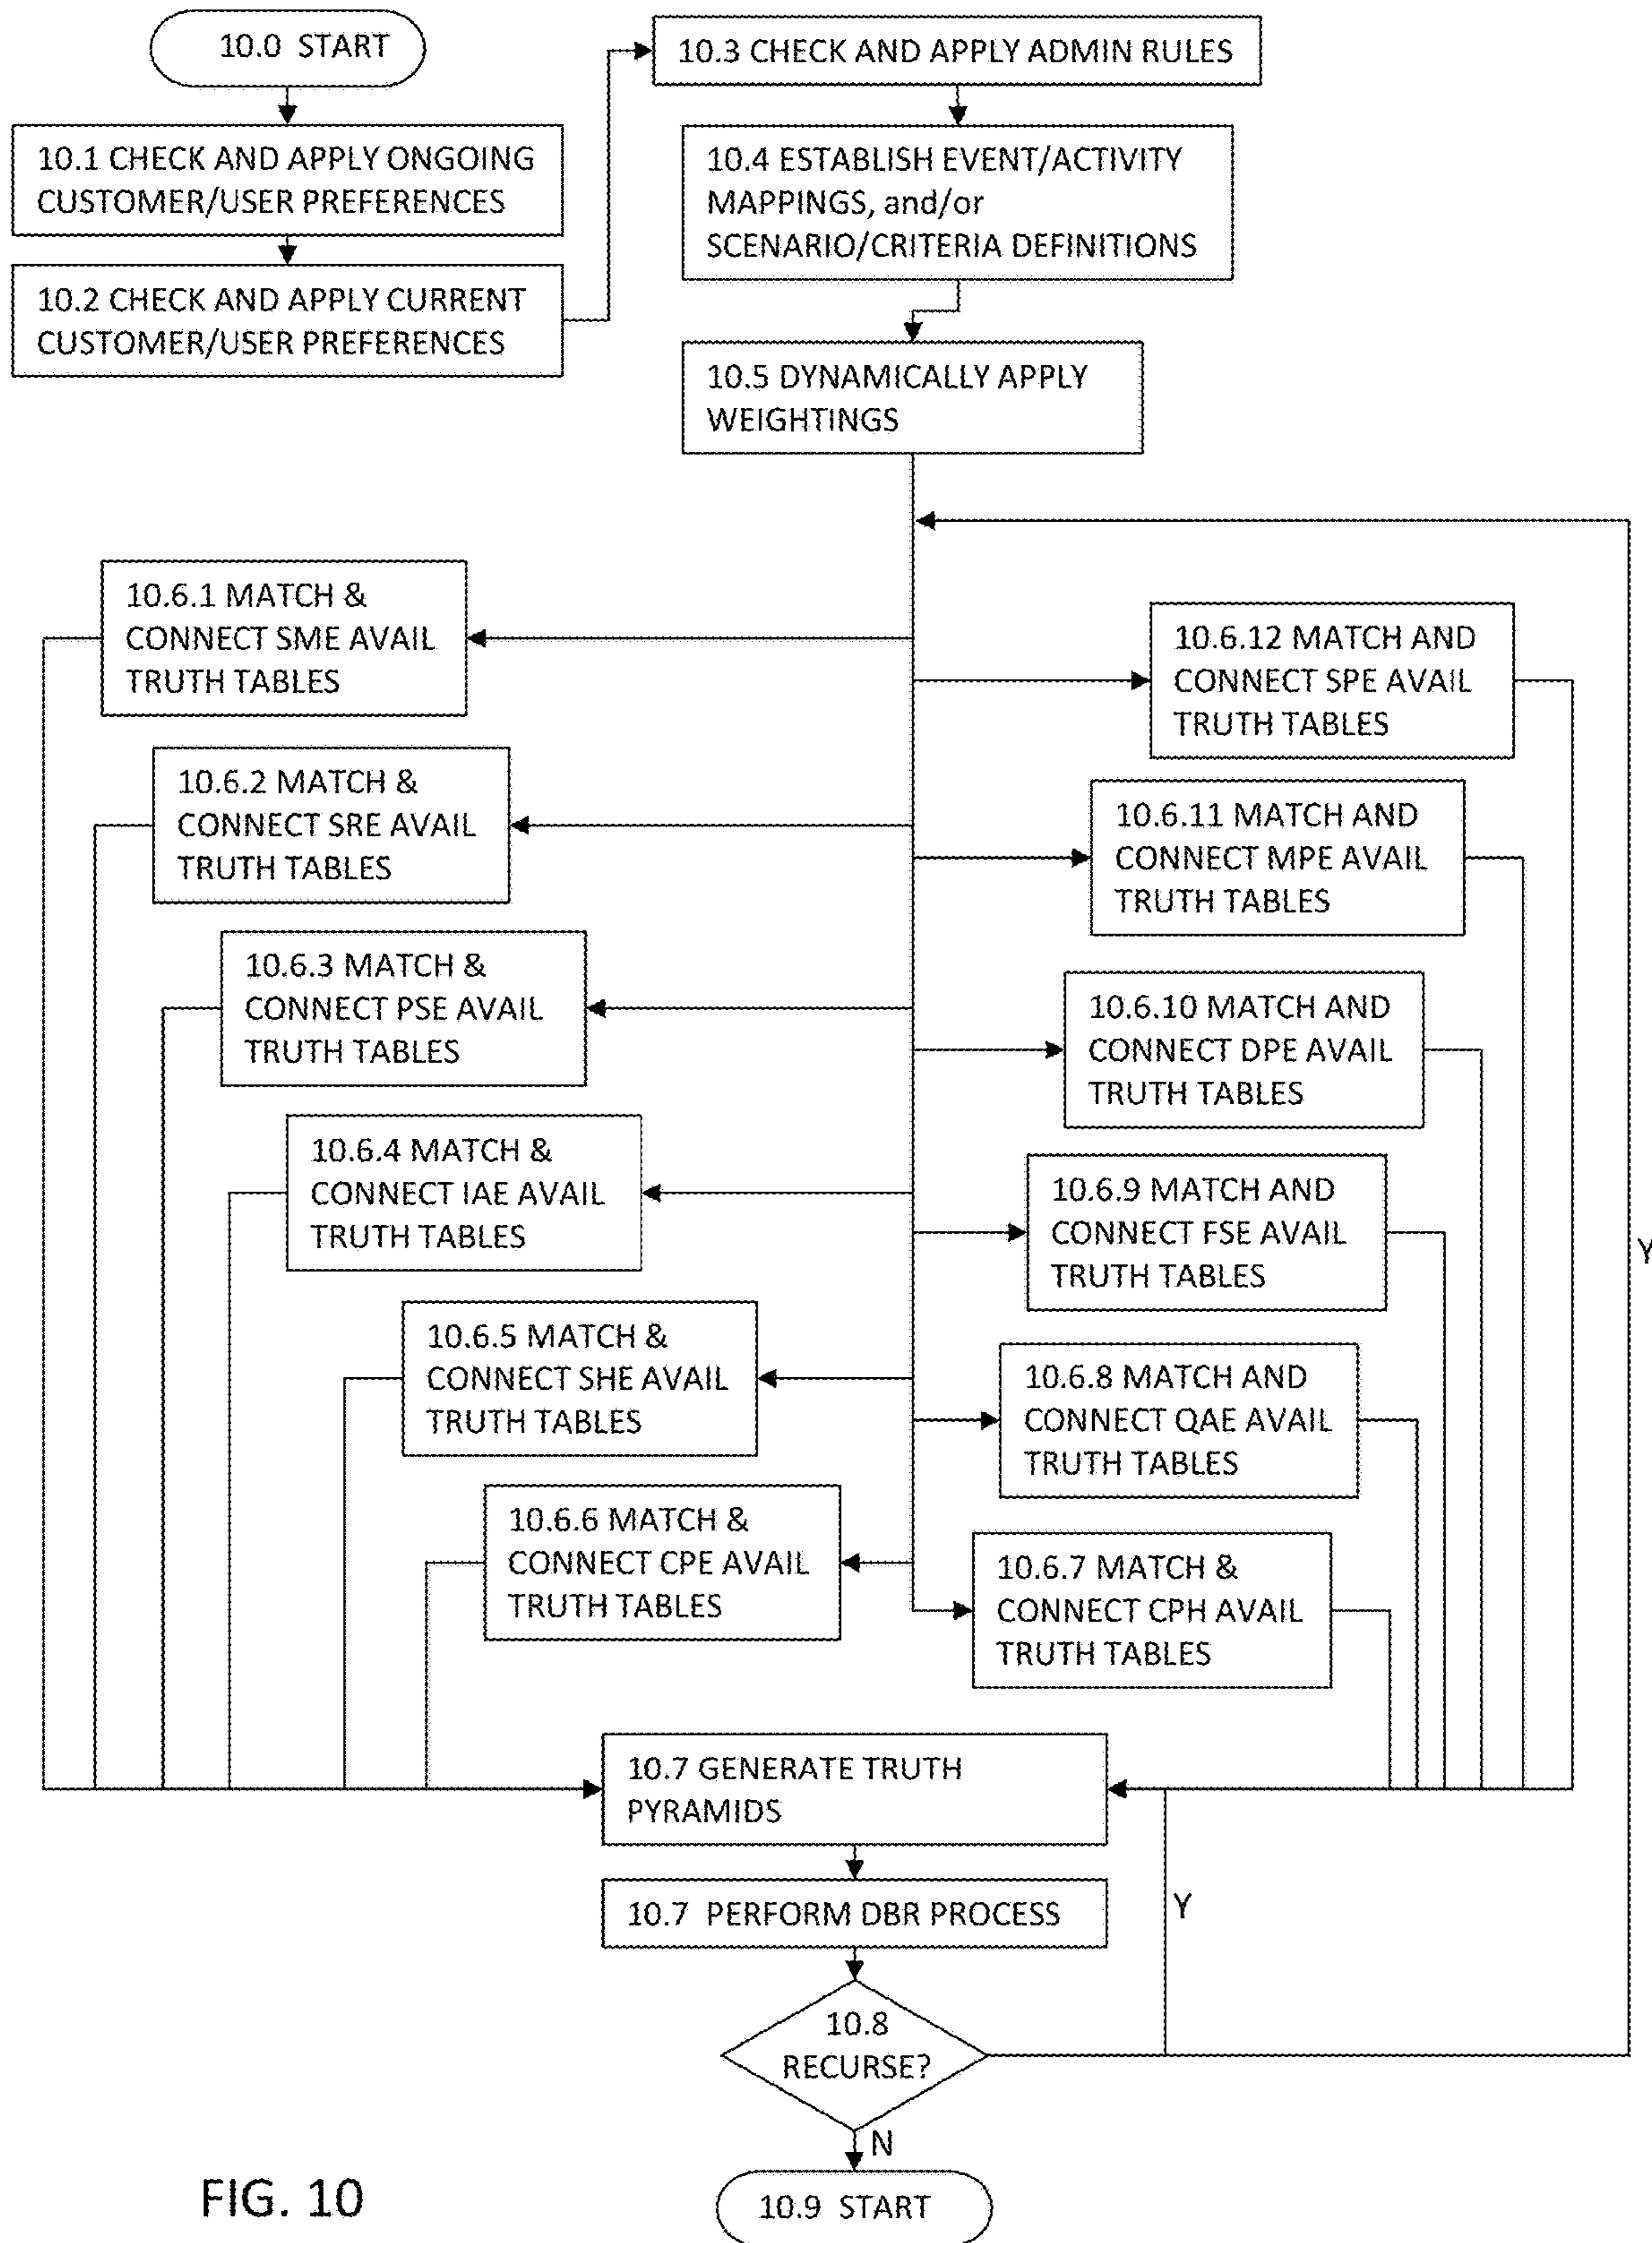 10.0 START
10.1 CHECK AND APPLY ONGOING
CUSTOMER/USER PREFERENCES
10.2 CHECK AND APPLY CURRENT
CUSTOMER/USER PREFERENCES
10.3 CHECK AND APPLY ADMIN RULES
10.4 ESTABLISH EVENT/ACTIVITY
MAPPINGS, and/or
SCENARIO/CRITERIA DEFINITIONS
10.5 DYNAMICALLY APPLY
WEIGHTINGS
10.6.1 MATCH &
CONNECT SME AVAIL
TRUTH TABLES
10.6.2 MATCH &
CONNECT SRE AVAIL
TRUTH TABLES
10.6.3 MATCH &
CONNECT PSE AVAIL
TRUTH TABLES
10.6.4 MATCH &
CONNECT IAE AVAIL
TRUTH TABLES
10.6.5 MATCH &
CONNECT SHE AVAIL
TRUTH TABLES
10.6.6 MATCH &
CONNECT CPE AVAIL
TRUTH TABLES
10.6.12 MATCH AND
CONNECT SPE AVAIL
TRUTH TABLES
10.6.11 MATCH AND
CONNECT MPE AVAIL
TRUTH TABLES
10.6.10 MATCH AND
CONNECT DPE AVAIL
TRUTH TABLES
10.6.9 MATCH AND
CONNECT FSE AVAIL
TRUTH TABLES
10.6.8 MATCH AND
CONNECT QAE AVAIL
TRUTH TABLES
10.6.7 MATCH &
CONNECT CPH AVAIL
TRUTH TABLES
Y
10.7 GENERATE TRUTH
PYRAMIDS
10.7 PERFORM DBR PROCESS
Y
10.8
RECURSE?
N
10.9 START
FIG. 10